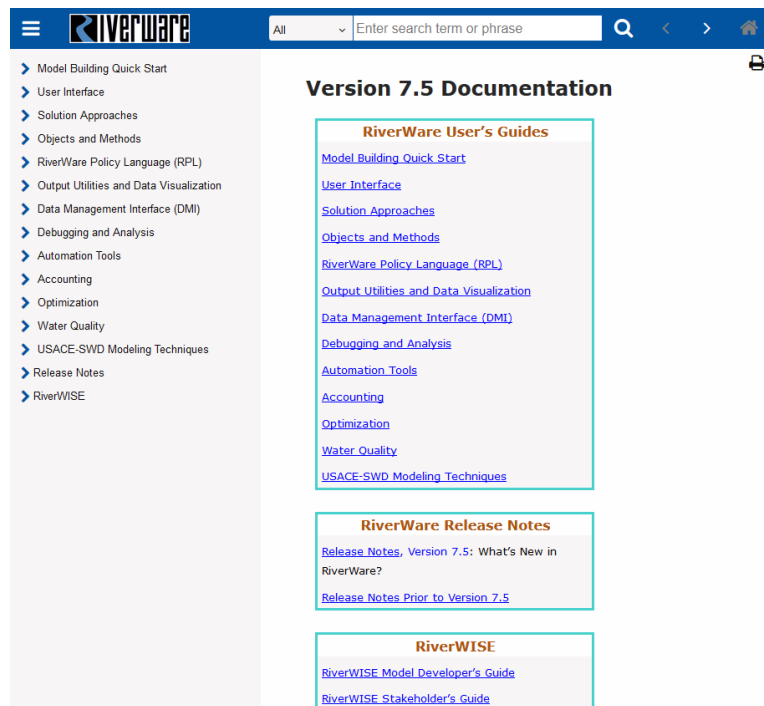 RiverWare
All
Enter search term or phrase
Model Building Quick Start
User Interface
Solution Approaches
Objects and Methods
RiverWare Policy Language (RPL)
Output Utilities and Data Visualization
Data Management Interface (DMI)
Debugging and Analysis
Automation Tools
Accounting
Optimization
Water Quality
USACE-SWD Modeling Techniques
Release Notes
RiverWISE
Version 7.5 Documentation
RiverWare User's Guides
Model Building Quick Start
User Interface
Solution Approaches
Objects and Methods
RiverWare Policy Language (RPL)
Output Utilities and Data Visualization
Data Management Interface (DMI)
Debugging and Analysis
Automation Tools
Accounting
Optimization
Water Quality
USACE-SWD Modeling Techniques
RiverWare Release Notes
Release Notes, Version 7.5: What's New in
RiverWare?
Release Notes Prior to Version 7.5
RiverWISE
RiverWISE Model Developer's Guide
RiverWISE Stakeholder's Guide